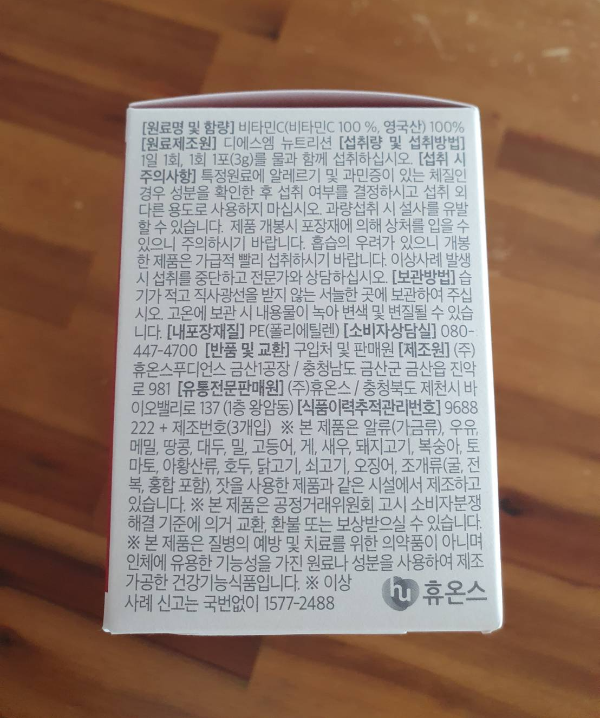 [원료명 및 함량] 비타민C(비타민C 100 %, 영국산) 100%
[원료제조원] 디에스엠 뉴트리션 [섭취량 및 섭취방법]
1일 1회, 1회 1포(3g)를 물과 함께 섭취하십시오. [섭취 시
주의사항] 특정원료에 알레르기 및 과민증이 있는 체질인
경우 성분을 확인한 후 섭취 여부를 결정하시고 섭취 외
다른 용도로 사용하지 마십시오. 과량섭취 시 설사를 유발
할 수 있습니다. 제품 개봉시 포장재에 의해 상처를 입을 수
있으니 주의하시기 바랍니다. 흡습의 우려가 있으니 개봉
한 제품은 가급적 빨리 섭취하시기 바랍니다. 이상사례 발생
시 섭취를 중단하고 전문가와 상담하십시오. [보관방법] 습
기가 적고 직사광선을 받지 않는 서늘한 곳에 보관하여 주십
시오. 고온에 보관 시 내용물이 녹아 변색 및 변질될 수 있습
니다. [내포장재질] PE(폴리에틸렌) [소비자상담실] 080-
447-4700 [반품 및 교환] 구입처 및 판매원 [제조원] (주)
휴온스푸디언스 금산1공장 / 충청남도 금산군 금산읍 진악
로 981 [유통전문판매원] (주)휴온스 / 충청북도 제천시 바
이오밸리로 137 (1층 왕암동) [식품이력추적관리번호] 9688
222 + 제조번호(3개입) ※ 본 제품은 알류(가금류), 우유,
메밀, 땅콩, 대두, 밀, 고등어, 게, 새우, 돼지고기, 복숭아, 토
마토, 아황산류, 호두, 닭고기, 쇠고기, 오징어, 조개류(굴, 전
복, 홍합 포함), 잣을 사용한 제품과 같은 시설에서 제조하고
있습니다. ※ 본 제품은 공정거래위원회 고시 소비자분쟁
해결 기준에 의거 교환, 환불 또는 보상받으실 수 있습니다.
※ 본 제품은 질병의 예방 및 치료를 위한 의약품이 아니며
인체에 유용한 기능성을 가진 원료나 성분을 사용하여 제조
가공한 건강기능식품입니다. ※ 이상
사례 신고는 국번없이 1577-2488
hu 휴온스